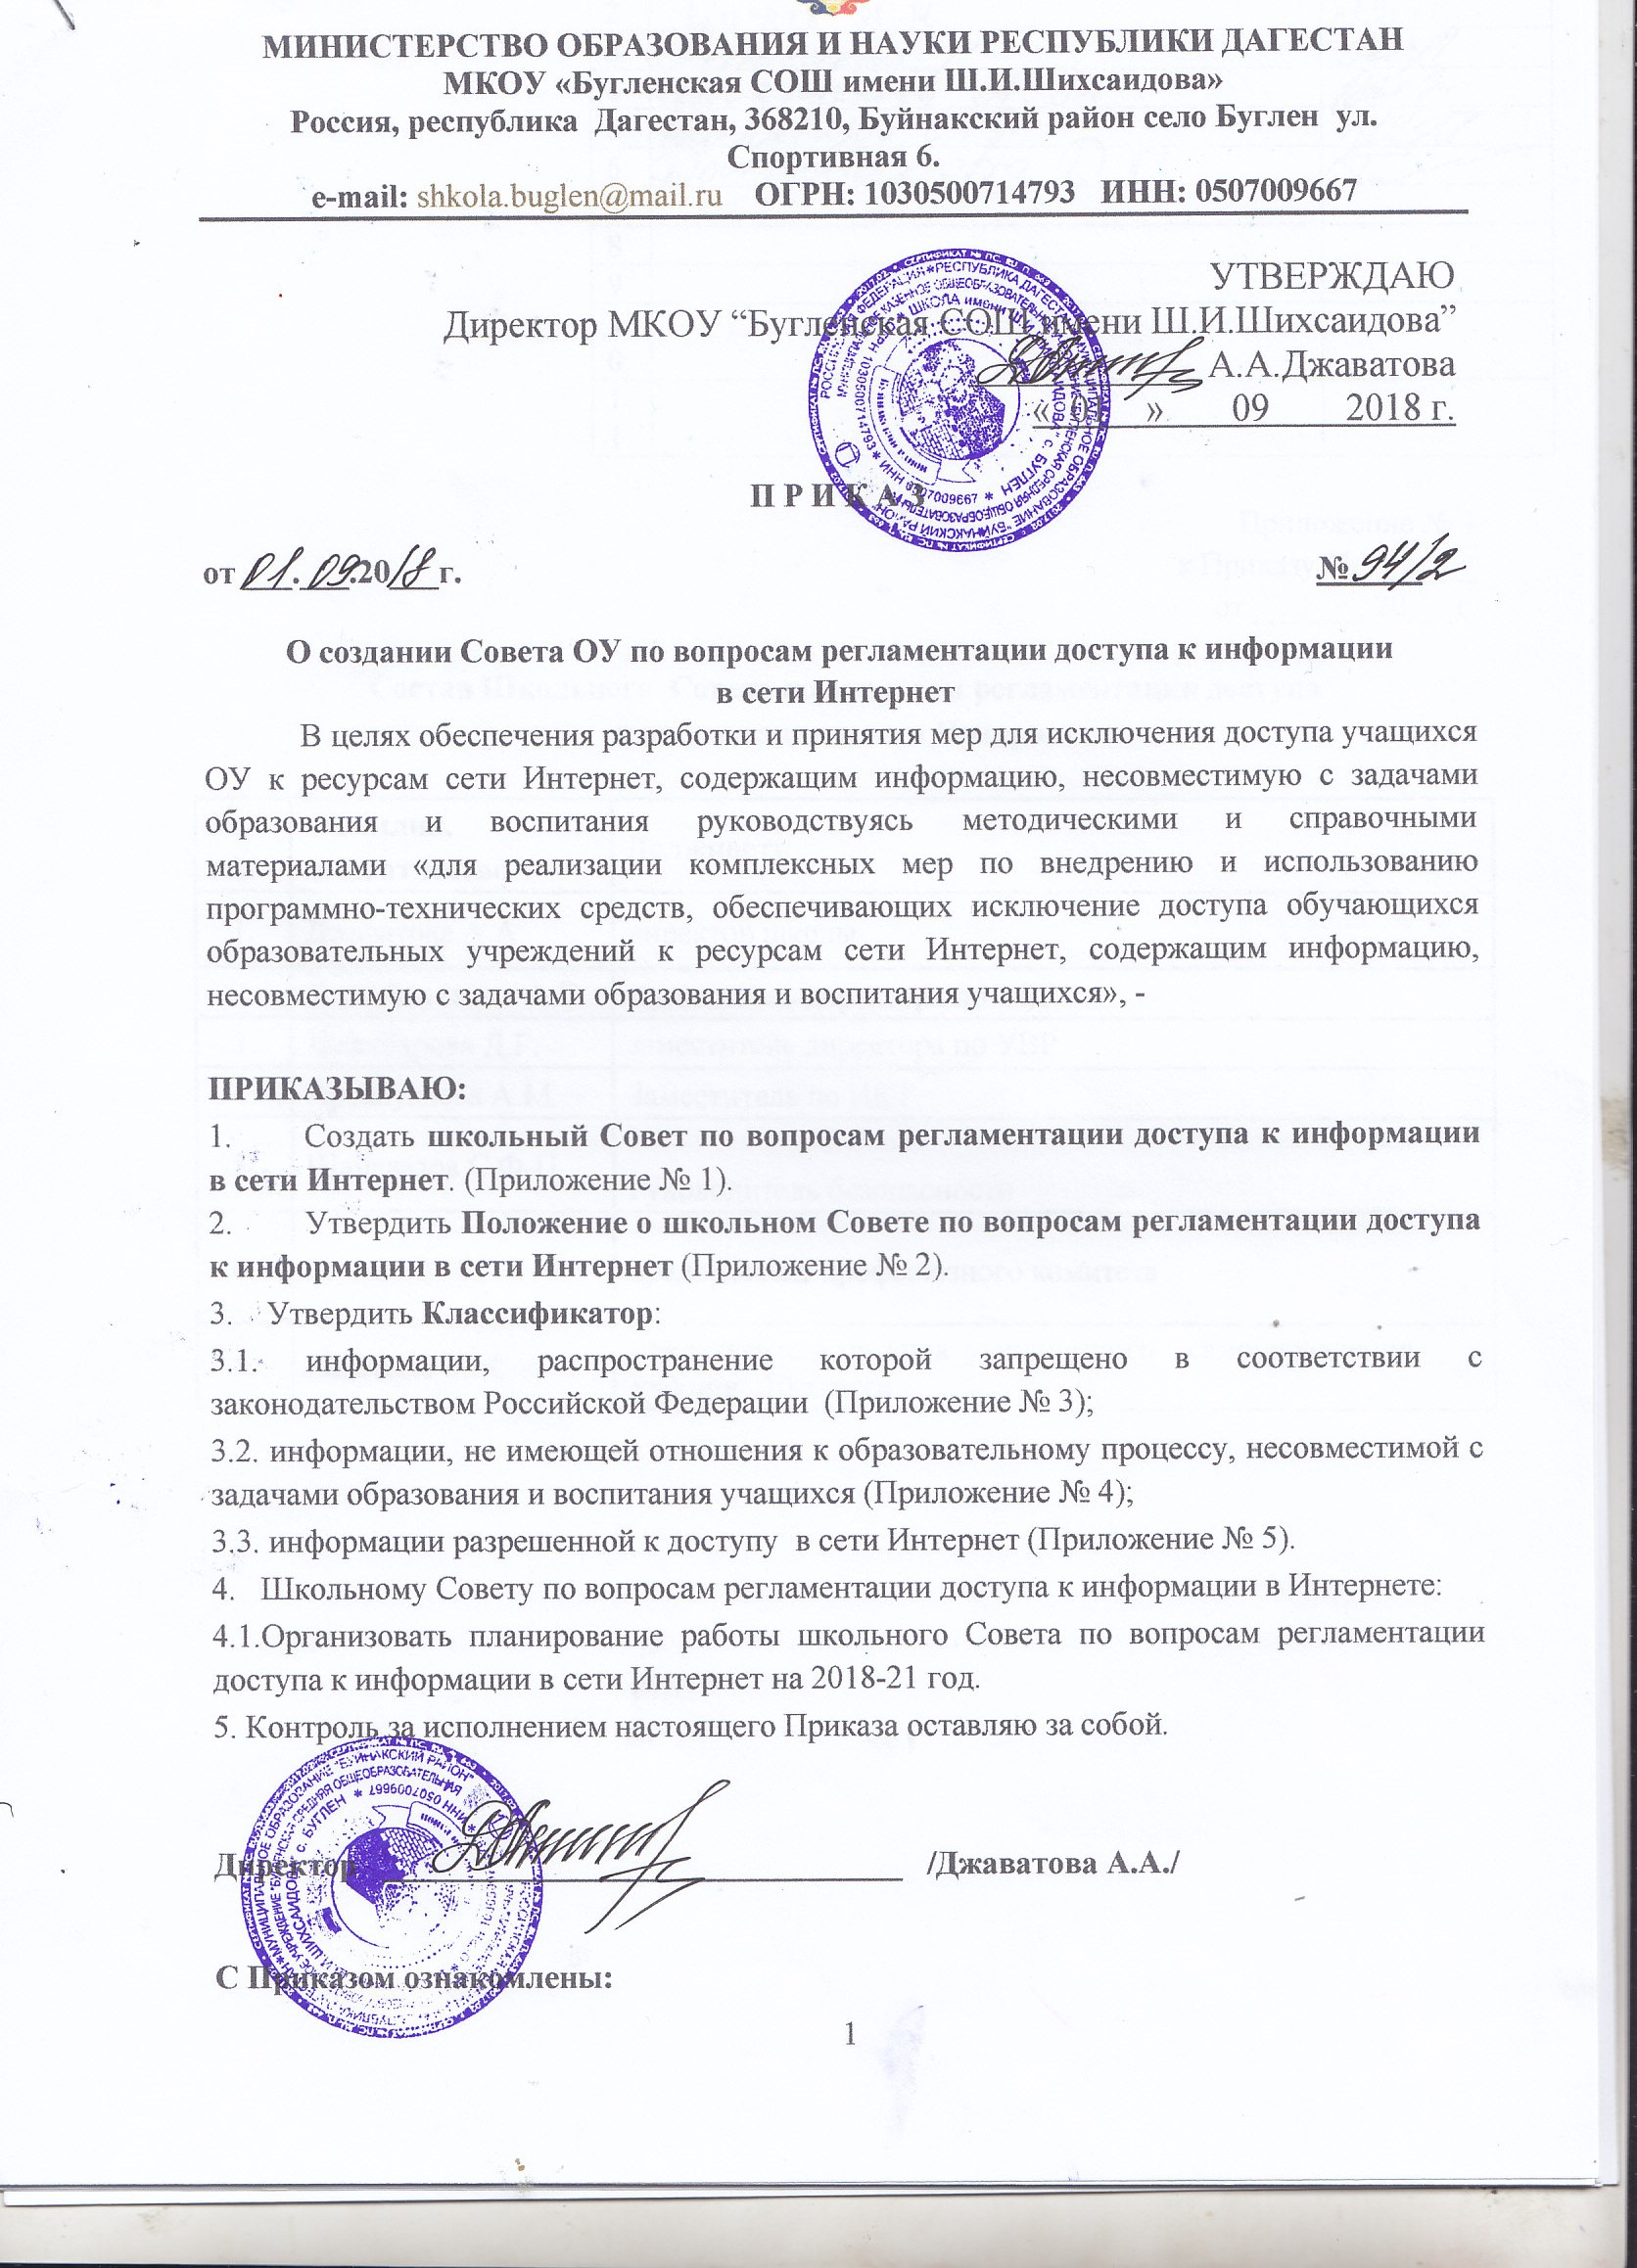 МИНИСТЕРСТВО ОБРАЗОВАНИЯ И НАУКИ РЕСПУБЛИКИ ДАГЕСТАН
МКОУ «Бугленская СОШ имени Ш.И.Шихсаидова»
Россия, республика Дагестан, 368210, Буйнакский район село Буглен ул.
Спортивная 6.
e-mail: shkola.buglen@mail.ru ОГРН: 1030500714793 ИНН: 0507009667
УТВЕРЖДАЮ
Директор МКОУ “Бугленская СОШ имени Ш.И.Шихсаидова”
А.А.Джаватова
« 01 » 09 2018 г.
П Р И К А З
от 01.09.2018 г. № 94/2
О создании Совета ОУ по вопросам регламентации доступа к информации
в сети Интернет
В целях обеспечения разработки и принятия мер для исключения доступа учащихся
ОУ к ресурсам сети Интернет, содержащим информацию, несовместимую с задачами
образования и воспитания руководствуясь методическими и справочными
материалами «для реализации комплексных мер по внедрению и использованию
программно-технических средств, обеспечивающих исключение доступа обучающихся
образовательных учреждений к ресурсам сети Интернет, содержащим информацию,
несовместимую с задачами образования и воспитания учащихся», -
ПРИКАЗЫВАЮ:
1. Создать школьный Совет по вопросам регламентации доступа к информации
в сети Интернет. (Приложение № 1).
2. Утвердить Положение о школьном Совете по вопросам регламентации доступа
к информации в сети Интернет (Приложение № 2).
3. Утвердить Классификатор:
3.1. информации, распространение которой запрещено в соответствии с
законодательством Российской Федерации (Приложение № 3);
3.2. информации, не имеющей отношения к образовательному процессу, несовместимой с
задачами образования и воспитания учащихся (Приложение № 4);
3.3. информации разрешенной к доступу в сети Интернет (Приложение № 5).
4. Школьному Совету по вопросам регламентации доступа к информации в Интернете:
4.1.Организовать планирование работы школьного Совета по вопросам регламентации
доступа к информации в сети Интернет на 2018-21 год.
5. Контроль за исполнением настоящего Приказа оставляю за собой.
Директор /Джаватова А.А./
С Приказом ознакомлены:
1